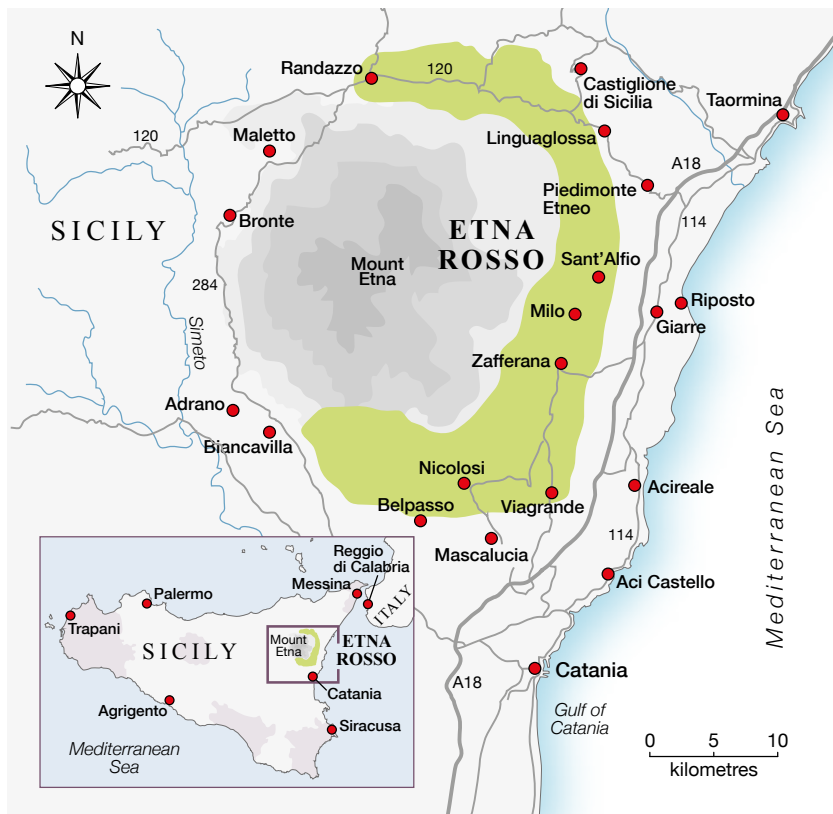 N
Randazzo
120
Castiglione
di Sicilia
Taormina
120
Maletto
Linguaglossa
A18
Piedimonte
Etneo
SICILY
Bronte
ETNA
ROSSO
114
Mount
Etna
Sant'Alfio
284
Simeto
Milo
Riposto
Giarre
Zafferana
Adrano
Biancavilla
Mediterranean Sea
Nicolosi
Belpasso
Viagrande
Acireale
Mascalucia
114
Aci Castello
Catania
A18
Gulf of
Catania
0 5 10
kilometres
Reggio
di Calabria
Messina
Palermo
ITALY
Trapani
SICILY
Mount
Etna
ETNA
ROSSO
Catania
Agrigento
Siracusa
Mediterranean
Sea